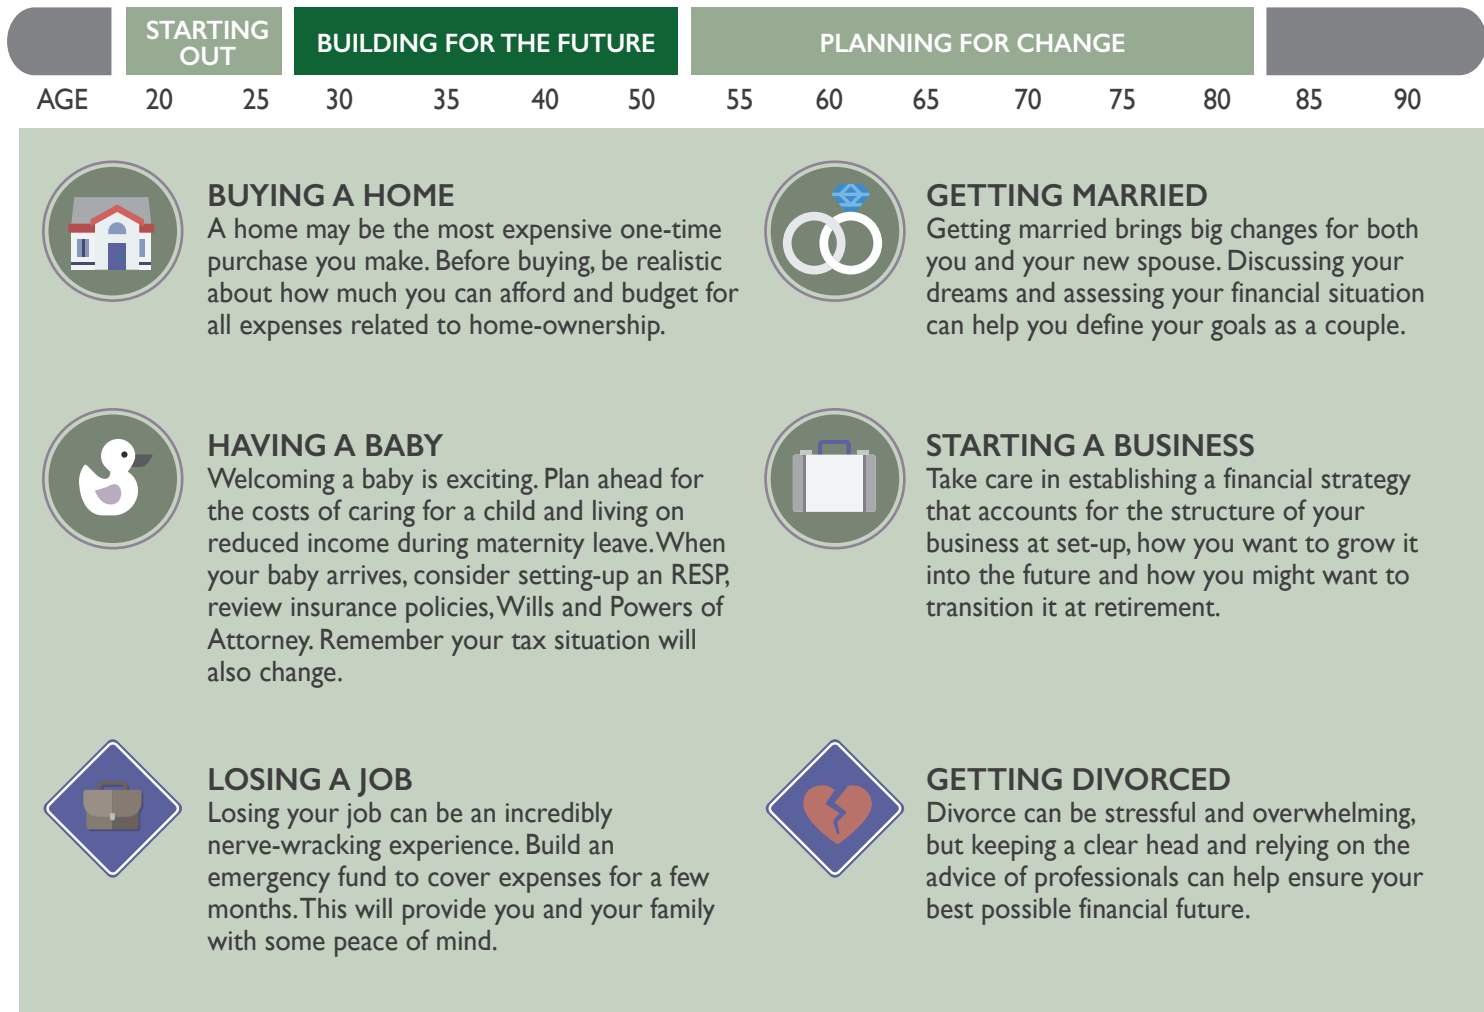 STARTING
OUT
BUILDING FOR THE FUTURE
PLANNING FOR CHANGE
AGE 20 25 30 35 40 50 55 60 65 70 75 80 85 90
BUYING A HOME
A home may be the most expensive one-time
purchase you make. Before buying, be realistic
about how much you can afford and budget for
all expenses related to home-ownership.
GETTING MARRIED
Getting married brings big changes for both
you and your new spouse. Discussing your
dreams and assessing your financial situation
can help you define your goals as a couple.
HAVING A BABY
Welcoming a baby is exciting. Plan ahead for
the costs of caring for a child and living on
reduced income during maternity leave. When
your baby arrives, consider setting-up an RESP,
review insurance policies, Wills and Powers of
Attorney. Remember your tax situation will
also change.
STARTING A BUSINESS
Take care in establishing a financial strategy
that accounts for the structure of your
business at set-up, how you want to grow it
into the future and how you might want to
transition it at retirement.
LOSING A JOB
Losing your job can be an incredibly
nerve-wracking experience. Build an
emergency fund to cover expenses for a few
months. This will provide you and your family
with some peace of mind.
GETTING DIVORCED
Divorce can be stressful and overwhelming,
but keeping a clear head and relying on the
advice of professionals can help ensure your
best possible financial future.